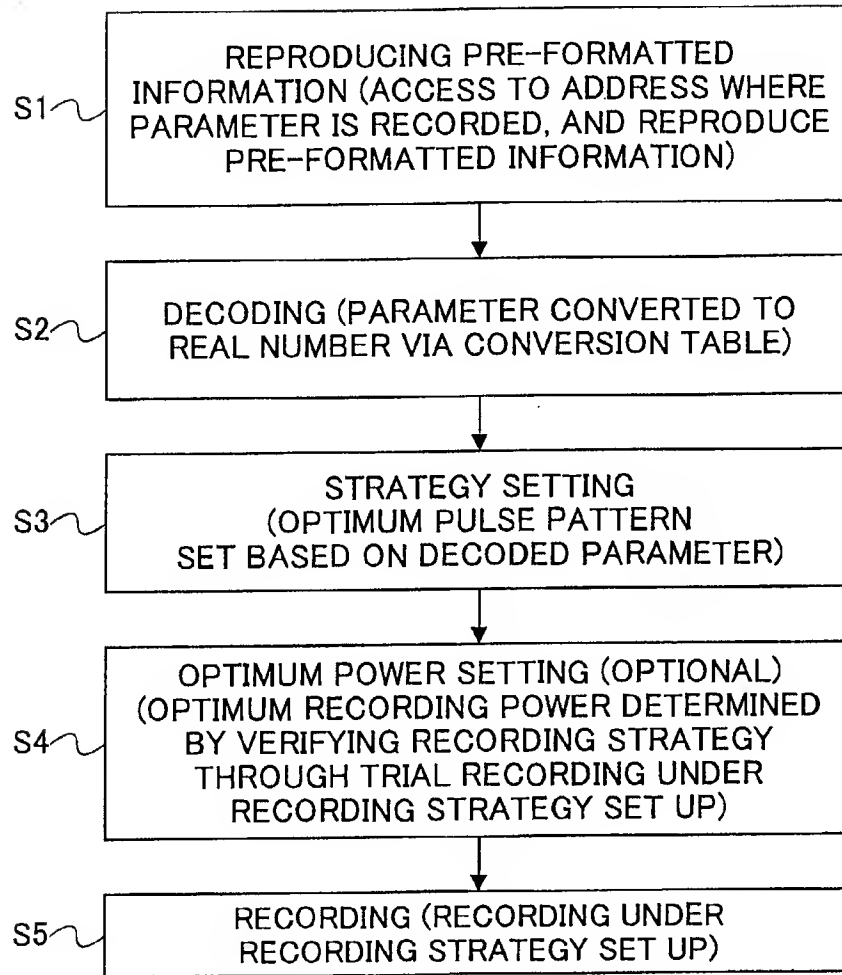 REPRODUCING PRE-FORMATTED
INFORMATION (ACCESS TO ADDRESS WHERE
PARAMETER IS RECORDED, AND REPRODUCE
PRE-FORMATTED INFORMATION)
S1
DECODING (PARAMETER CONVERTED TO
REAL NUMBER VIA CONVERSION TABLE)
S2
STRATEGY SETTING
(OPTIMUM PULSE PATTERN
SET BASED ON DECODED PARAMETER)
S3
OPTIMUM POWER SETTING (OPTIONAL)
(OPTIMUM RECORDING POWER DETERMINED
BY VERIFYING RECORDING STRATEGY
THROUGH TRIAL RECORDING UNDER
RECORDING STRATEGY SET UP)
S4
RECORDING (RECORDING UNDER
RECORDING STRATEGY SET UP)
S5